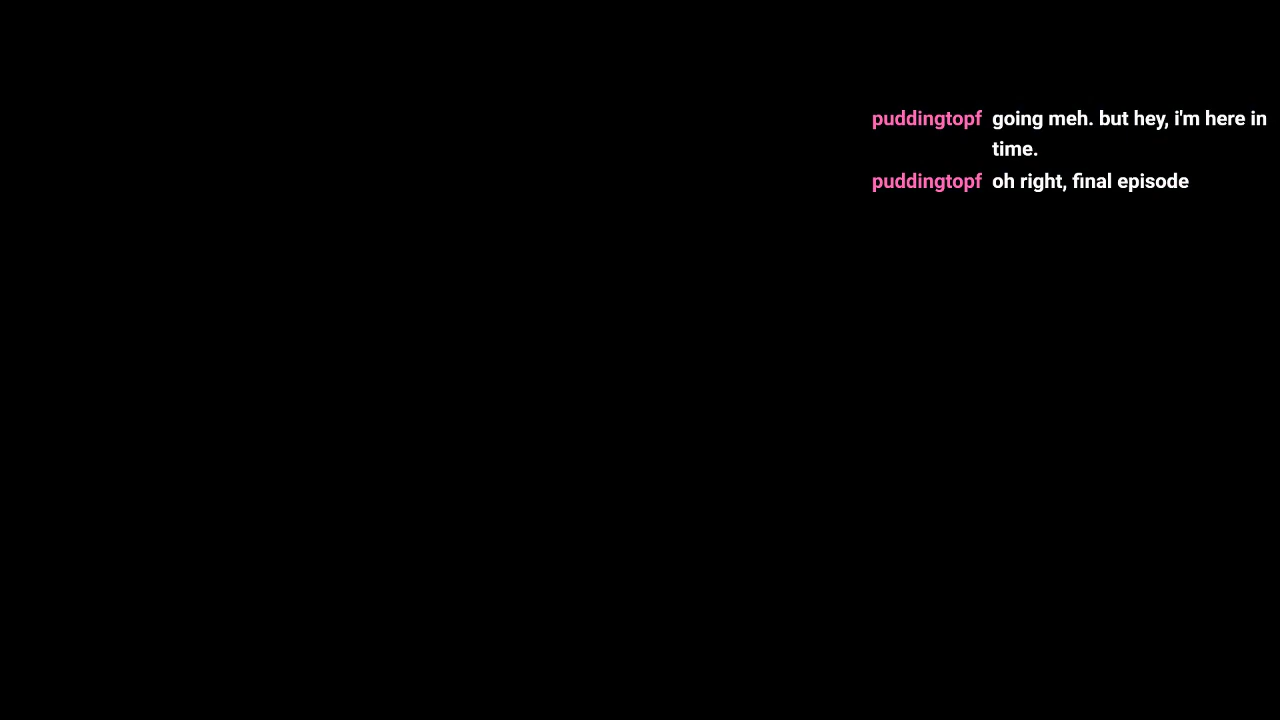 puddingtopf going meh. but hey, i'm here in
time.
puddingtopf oh right, final episode